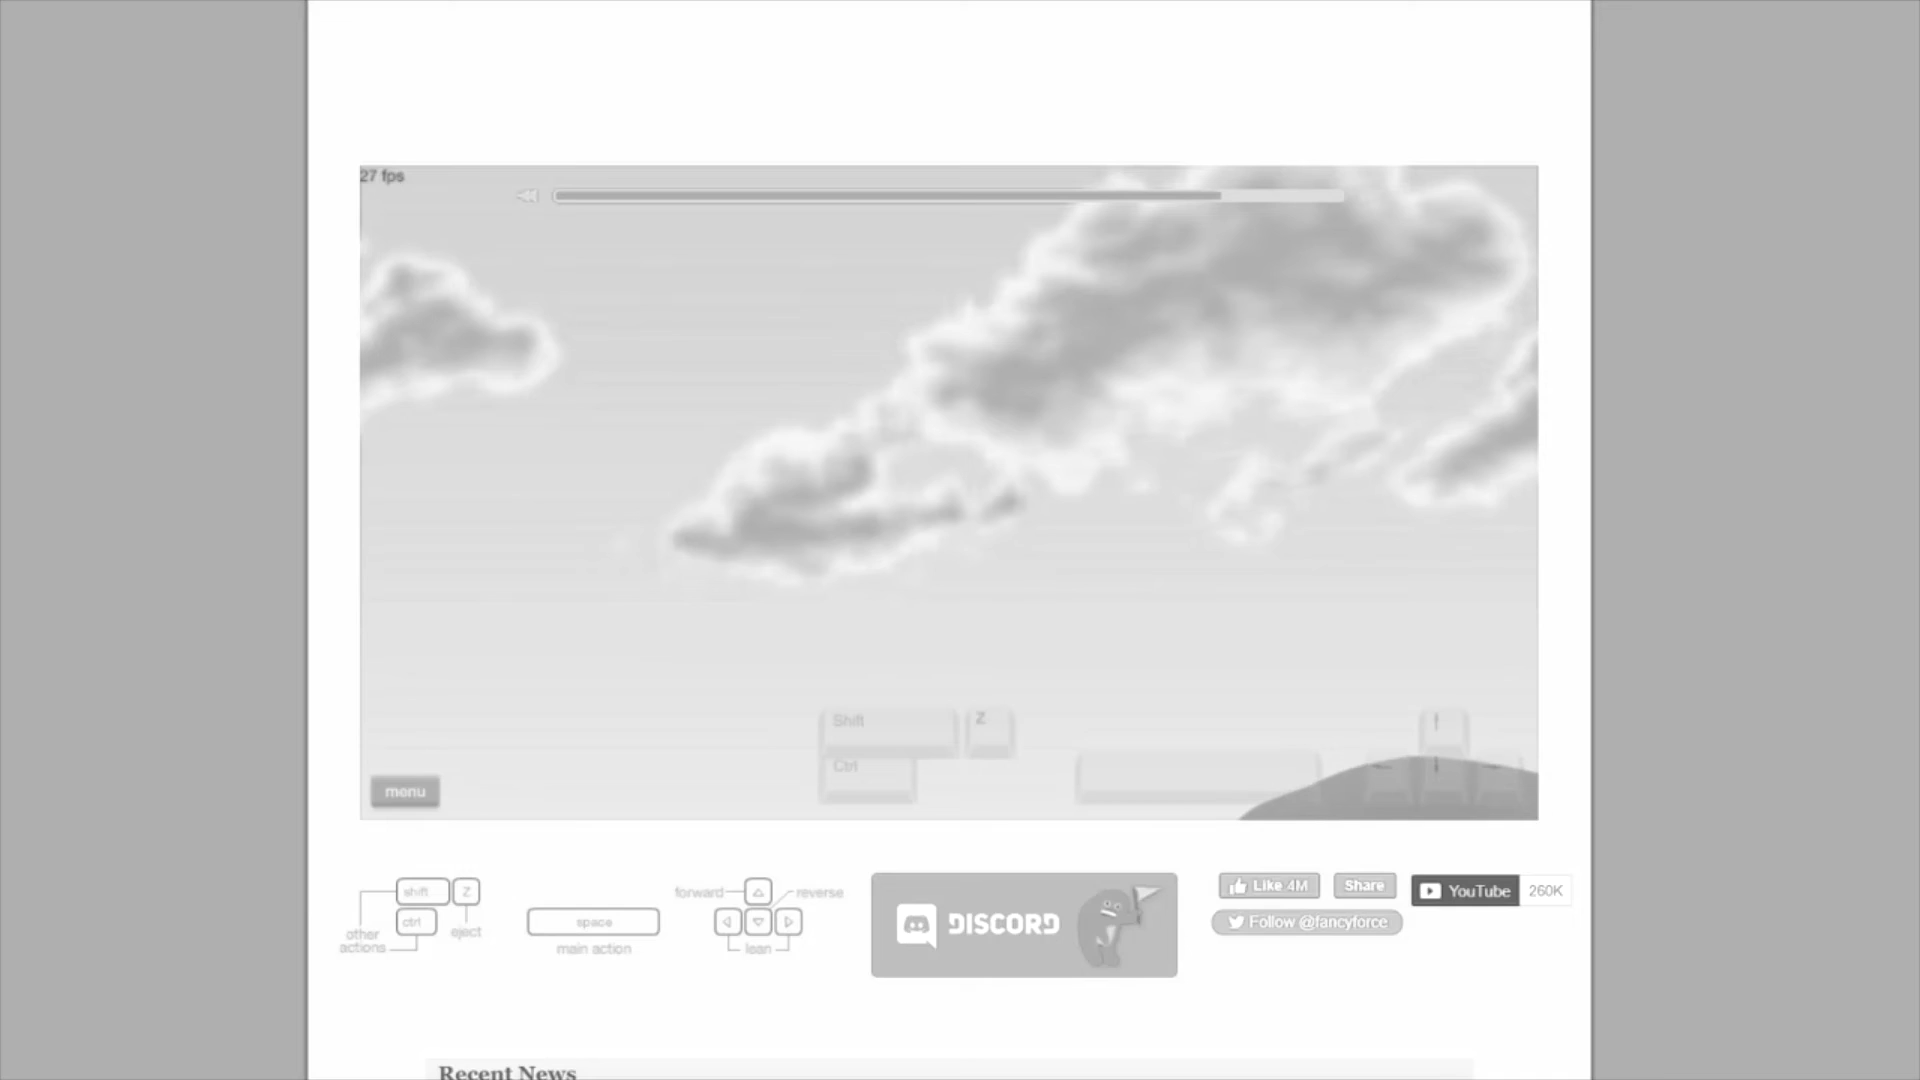 27 fps
Shift
Z
Ctrl
menu
shift
Z
ctrl
other
actions
eject
space
main action
forward
reverse
lean
DISCORD
Like 4M
Share
YouTube
260K
Follow @fancyforce
Recent News